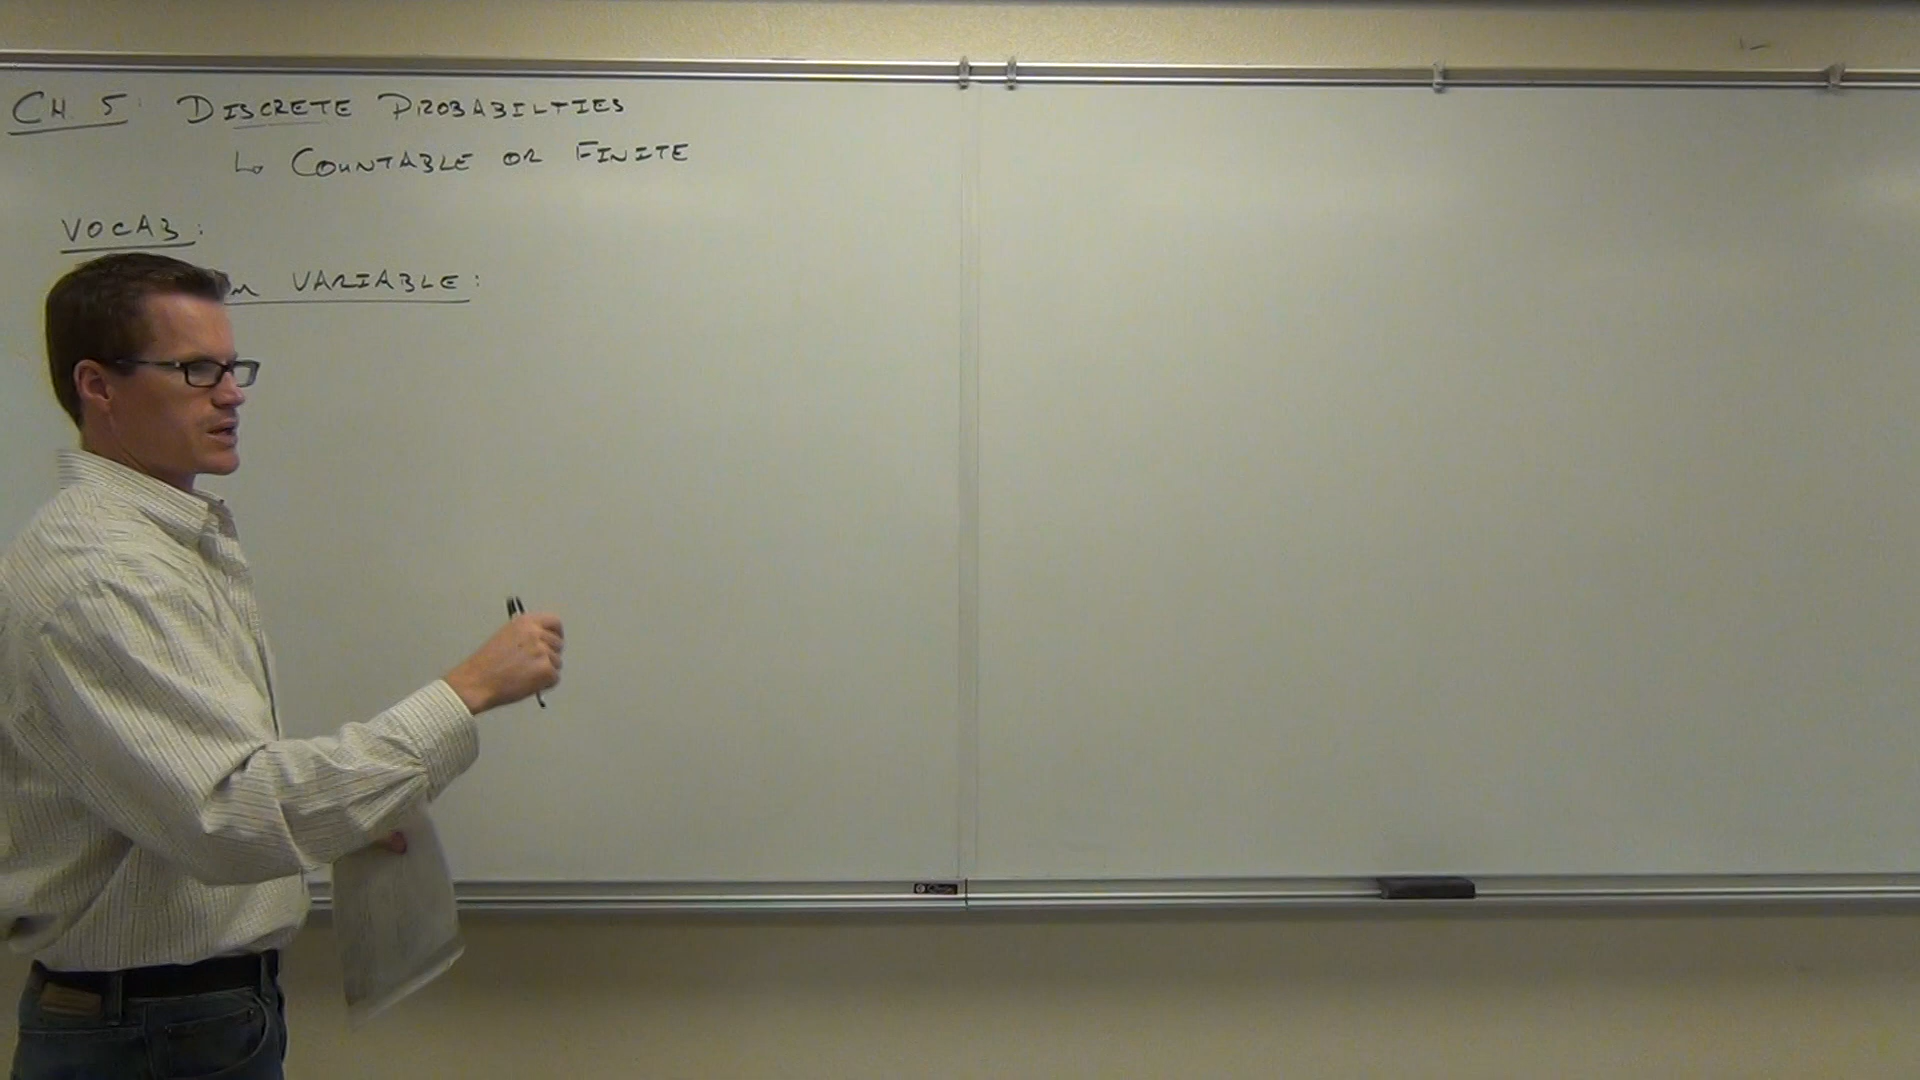 CH 5: DISCRETE PROBABILTIES
↳ COUNTABLE OR FINITE
VOCAB:
VARIABLE: